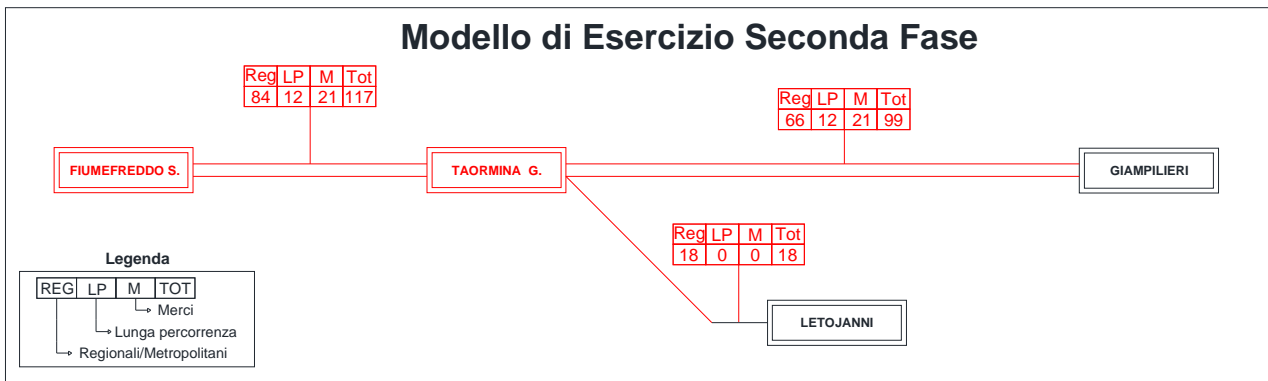 Modello di Esercizio Seconda Fase
Reg LP M Tot
84 12 21 117
Reg LP M Tot
66 12 21 99
FIUMEFREDDO S.
TAORMINA G.
GIAMPILIERI
Reg LP M Tot
18 0 0 18
LETOJANNI
Legenda
REG LP M TOT
Merci
Lunga percorrenza
Regionali/Metropolitani